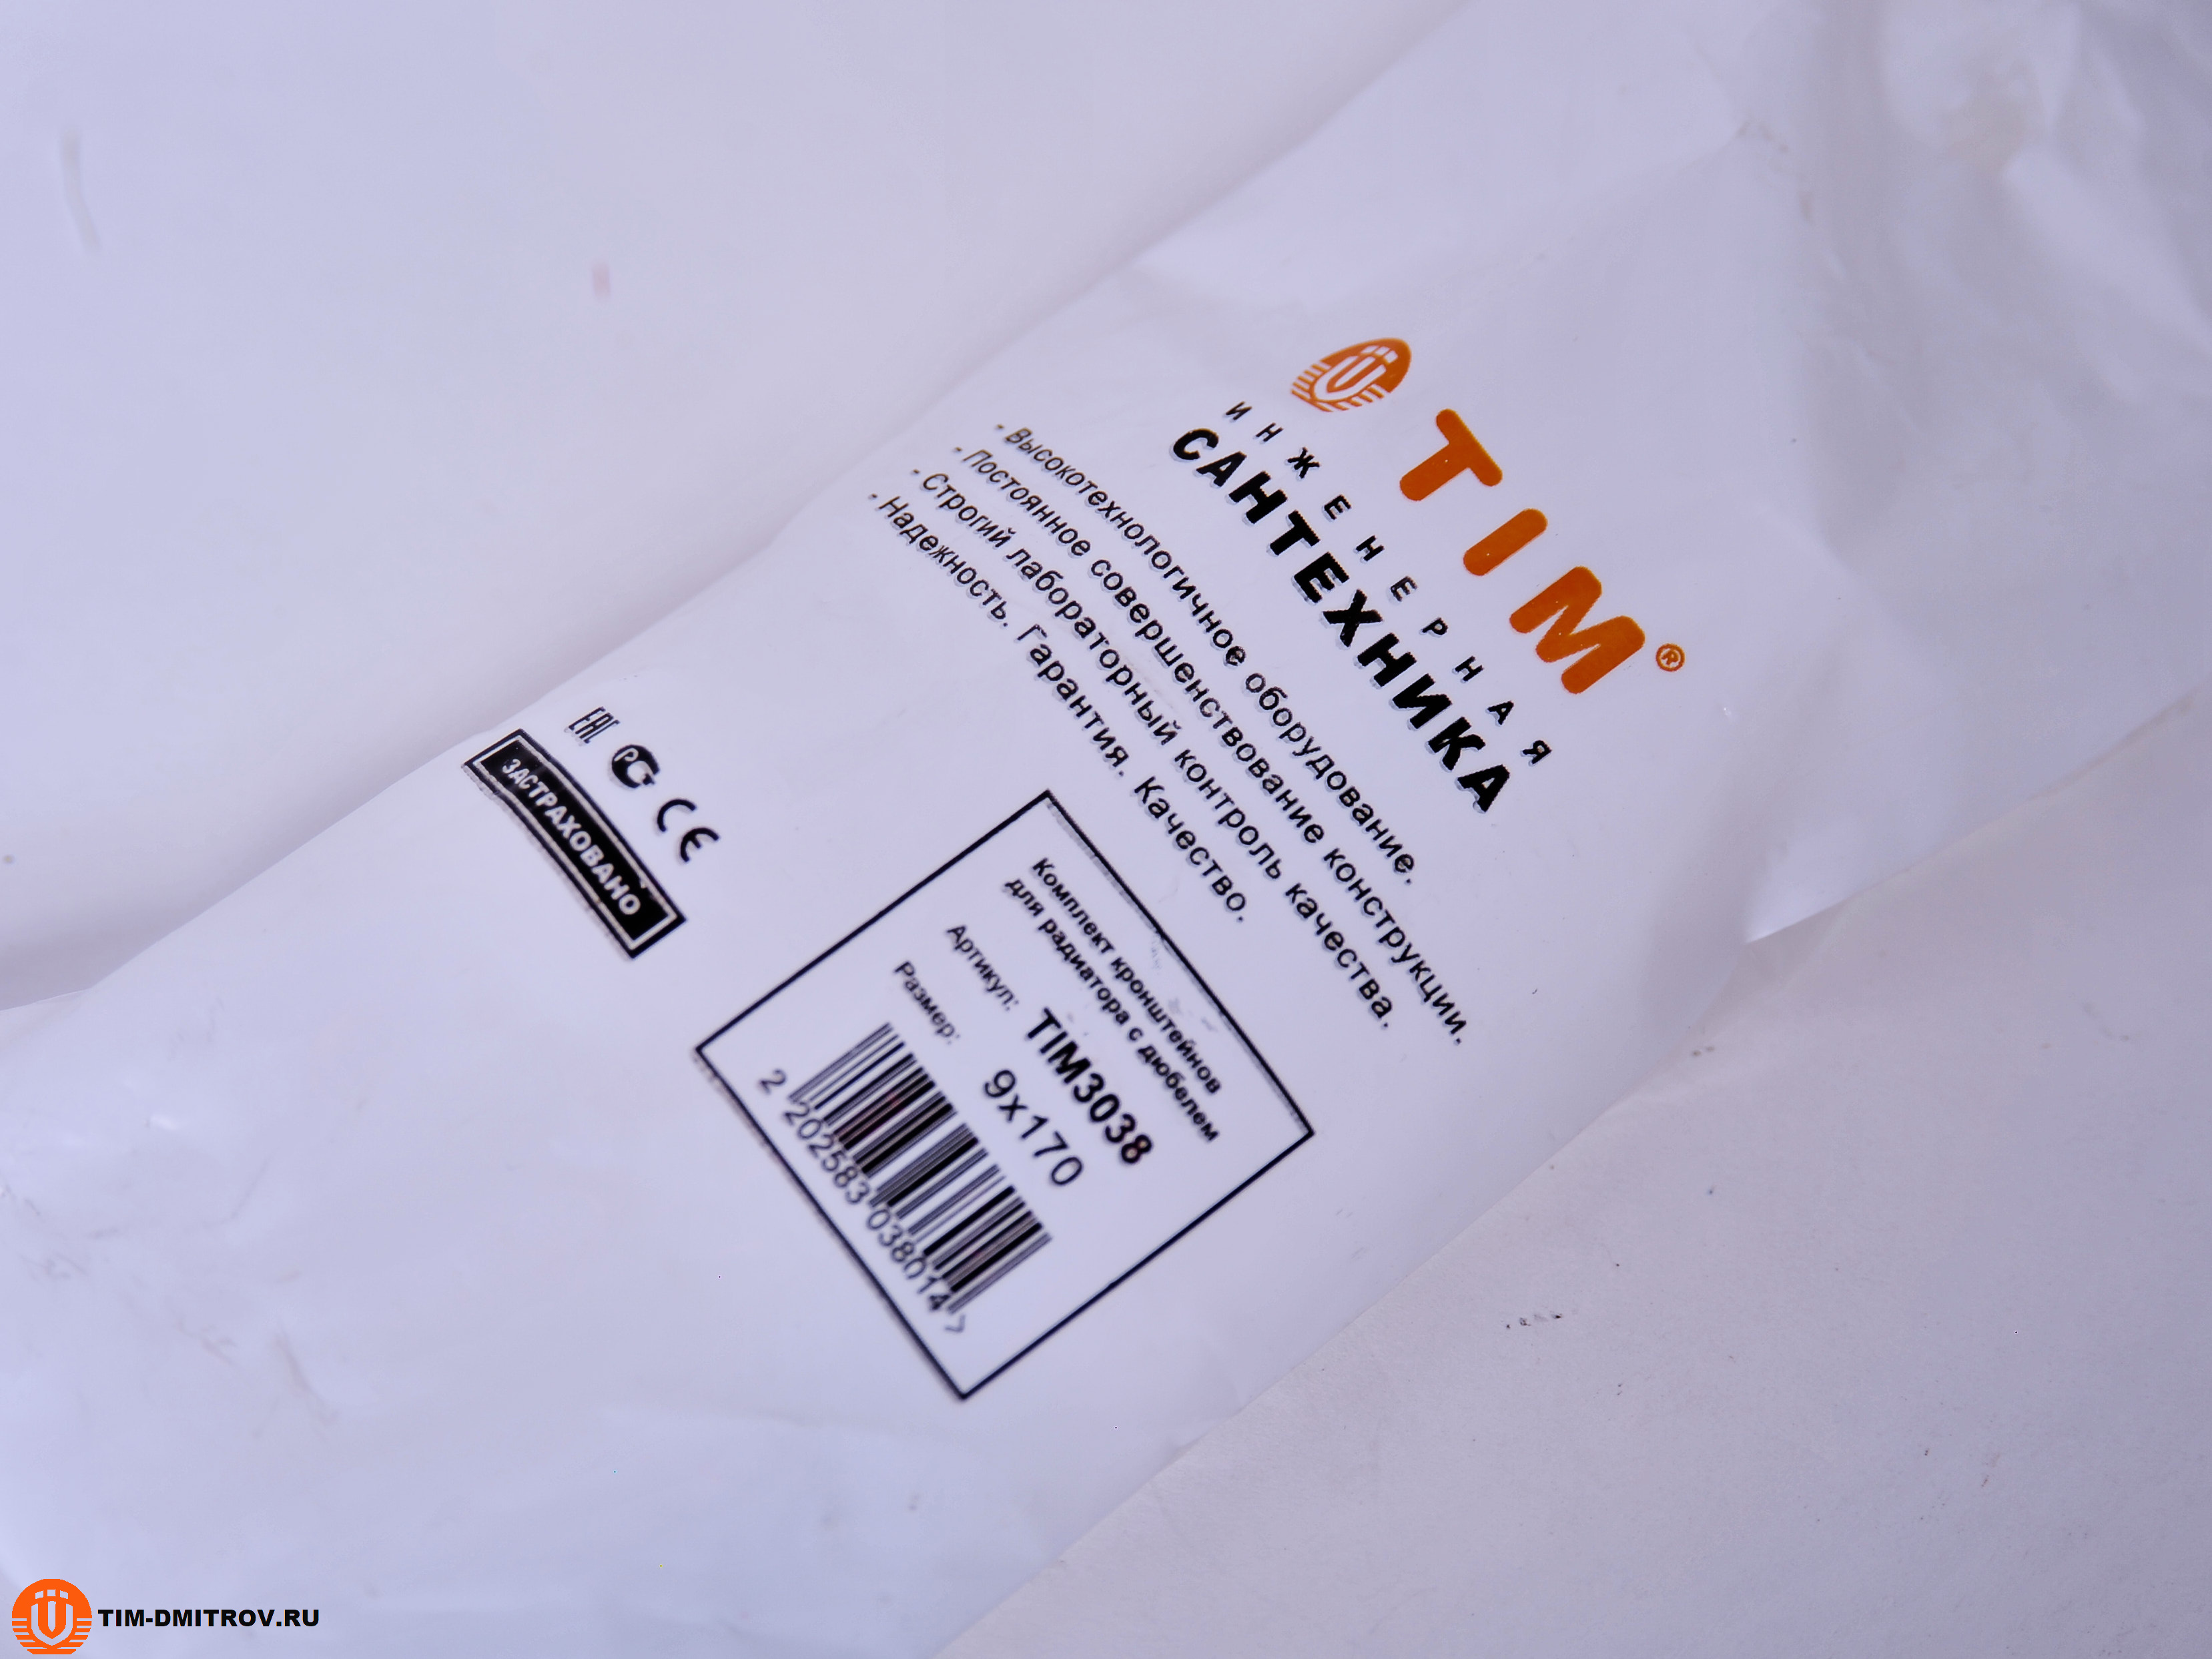 TIM®
ИНЖЕНЕРНАЯ
САНТЕХНИКА
- Высокотехнологичное оборудование.
- Постоянное совершенствование конструкции.
- Строгий лабораторный контроль качества.
- Надежность. Гарантия. Качество.
Комплект кронштейнов
для радиатора с дюбелем
Артикул: TIM3038
Размер: 9x170
2 202583 038014 >
EAC РС CE
ЗАСТРАХОВАНО
TIM-DMITROV.RU